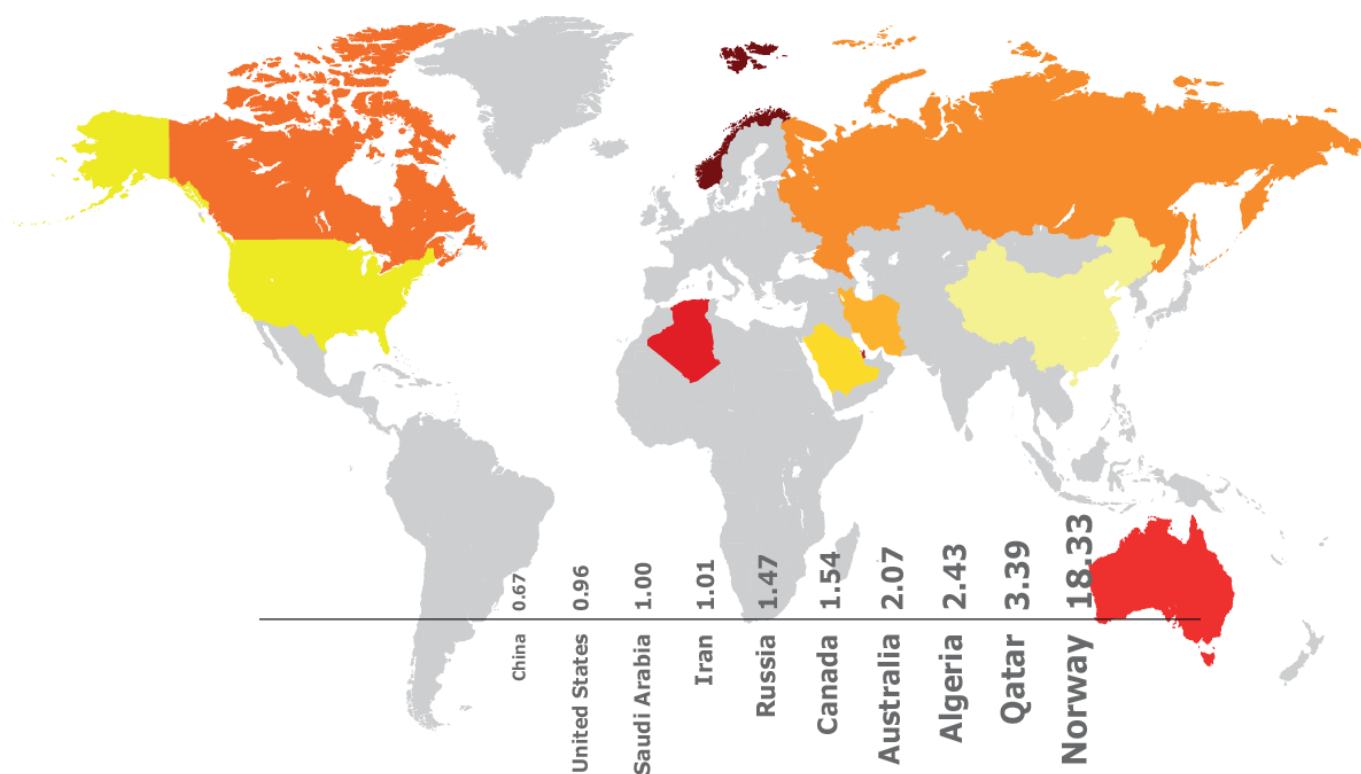 China 0.67
United States 0.96
Saudi Arabia 1.00
Iran 1.01
Russia 1.47
Canada 1.54
Australia 2.07
Algeria 2.43
Qatar 3.39
Norway 18.33